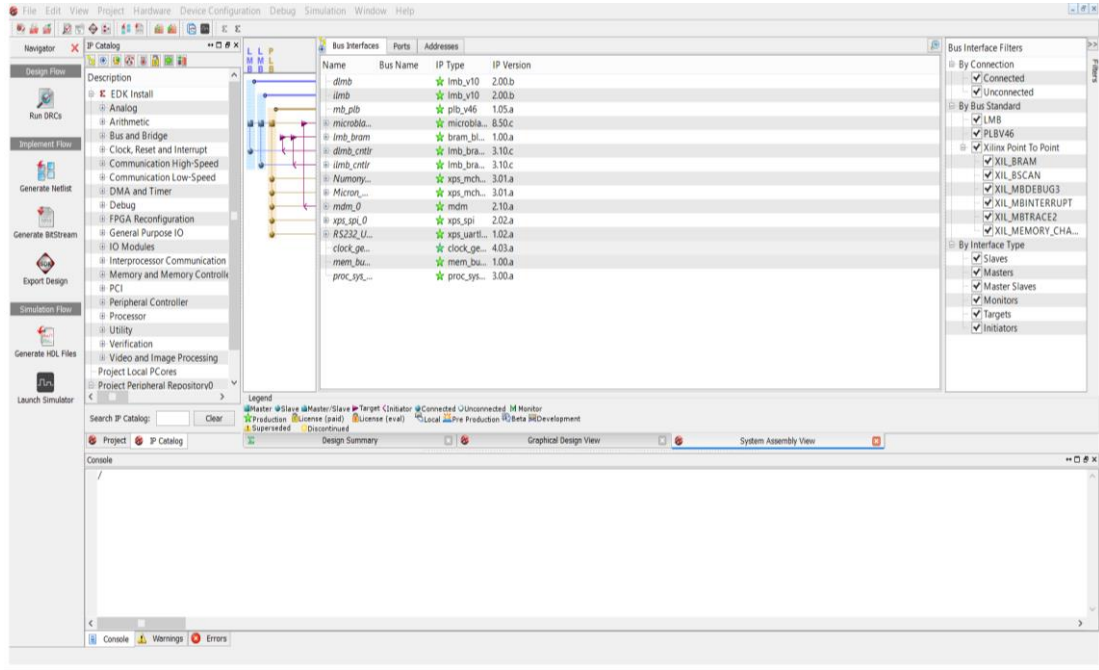 File Edit View Project Hardware Device Configuration Debug Simulation Window Help
Navigator
Design Flow
Run DRCs
Implement Flow
Generate Netlist
Generate BitStream
Export Design
Simulation Flow
Generate HDL Files
Launch Simulator
IP Catalog
Description
EDK Install
Analog
Arithmetic
Bus and Bridge
Clock, Reset and Interrupt
Communication High-Speed
Communication Low-Speed
DMA and Timer
Debug
FPGA Reconfiguration
General Purpose IO
IO Modules
Interprocessor Communication
Memory and Memory Controlle
PCI
Peripheral Controller
Processor
Utility
Verification
Video and Image Processing
Project Local PCores
Project Peripheral Repository0
Search IP Catalog: Clear
Project IP Catalog
L L P
M M L
B B B
Bus Interfaces Ports Addresses
Name Bus Name IP Type IP Version
dlmb lmb_v10 2.00.b
ilmb lmb_v10 2.00.b
mb_plb plb_v46 1.05.a
microbla... microbla... 8.50.c
lmb_bram bram_bl... 1.00.a
dlmb_cntlr lmb_bra... 3.10.c
ilmb_cntlr lmb_bra... 3.10.c
Numony... xps_mch... 3.01.a
Micron_... xps_mch... 3.01.a
mdm_0 mdm 2.10.a
xps_spi_0 xps_spi 2.02.a
RS232_U... xps_uartl... 1.02.a
clock_ge... clock_ge... 4.03.a
mem_bu... mem_bu... 1.00.a
proc_sys_... proc_sys... 3.00.a
Legend
Master Slave Master/Slave Target Initiator Connected Unconnected M Monitor
Production License (paid) License (eval) Local Pre Production Beta Development
Superseded Discontinued
Design Summary Graphical Design View System Assembly View
Bus Interface Filters
By Connection
Connected
Unconnected
By Bus Standard
LMB
PLBV46
Xilinx Point To Point
XIL_BRAM
XIL_BSCAN
XIL_MBDEBUG3
XIL_MBINTERRUPT
XIL_MBTRACE2
XIL_MEMORY_CHA...
By Interface Type
Slaves
Masters
Master Slaves
Monitors
Targets
Initiators
Filters
Console
/
Console Warnings Errors